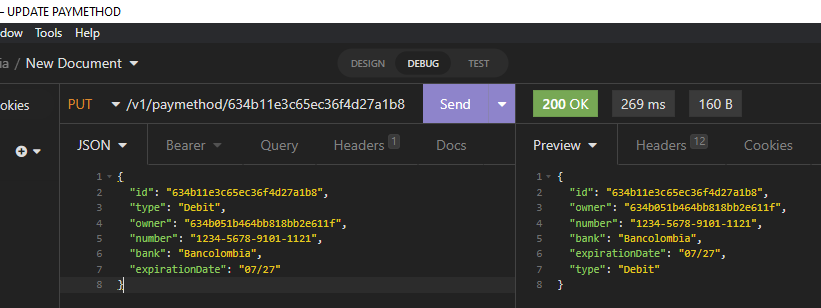 – UPDATE PAYMETHOD
dow Tools Help
ia / New Document
DESIGN DEBUG TEST
okies
PUT /v1/paymethod/634b11e3c65ec36f4d27a1b8 Send 200 OK 269 ms 160 B
JSON Bearer Query Headers 1 Docs
Preview Headers 12 Cookies
1 {
2 "id": "634b11e3c65ec36f4d27a1b8",
3 "type": "Debit",
4 "owner": "634b051b464bb818bb2e611f",
5 "number": "1234-5678-9101-1121",
6 "bank": "Bancolombia",
7 "expirationDate": "07/27"
8 }
1 {
2 "id": "634b11e3c65ec36f4d27a1b8",
3 "owner": "634b051b464bb818bb2e611f",
4 "number": "1234-5678-9101-1121",
5 "bank": "Bancolombia",
6 "expirationDate": "07/27",
7 "type": "Debit"
8 }